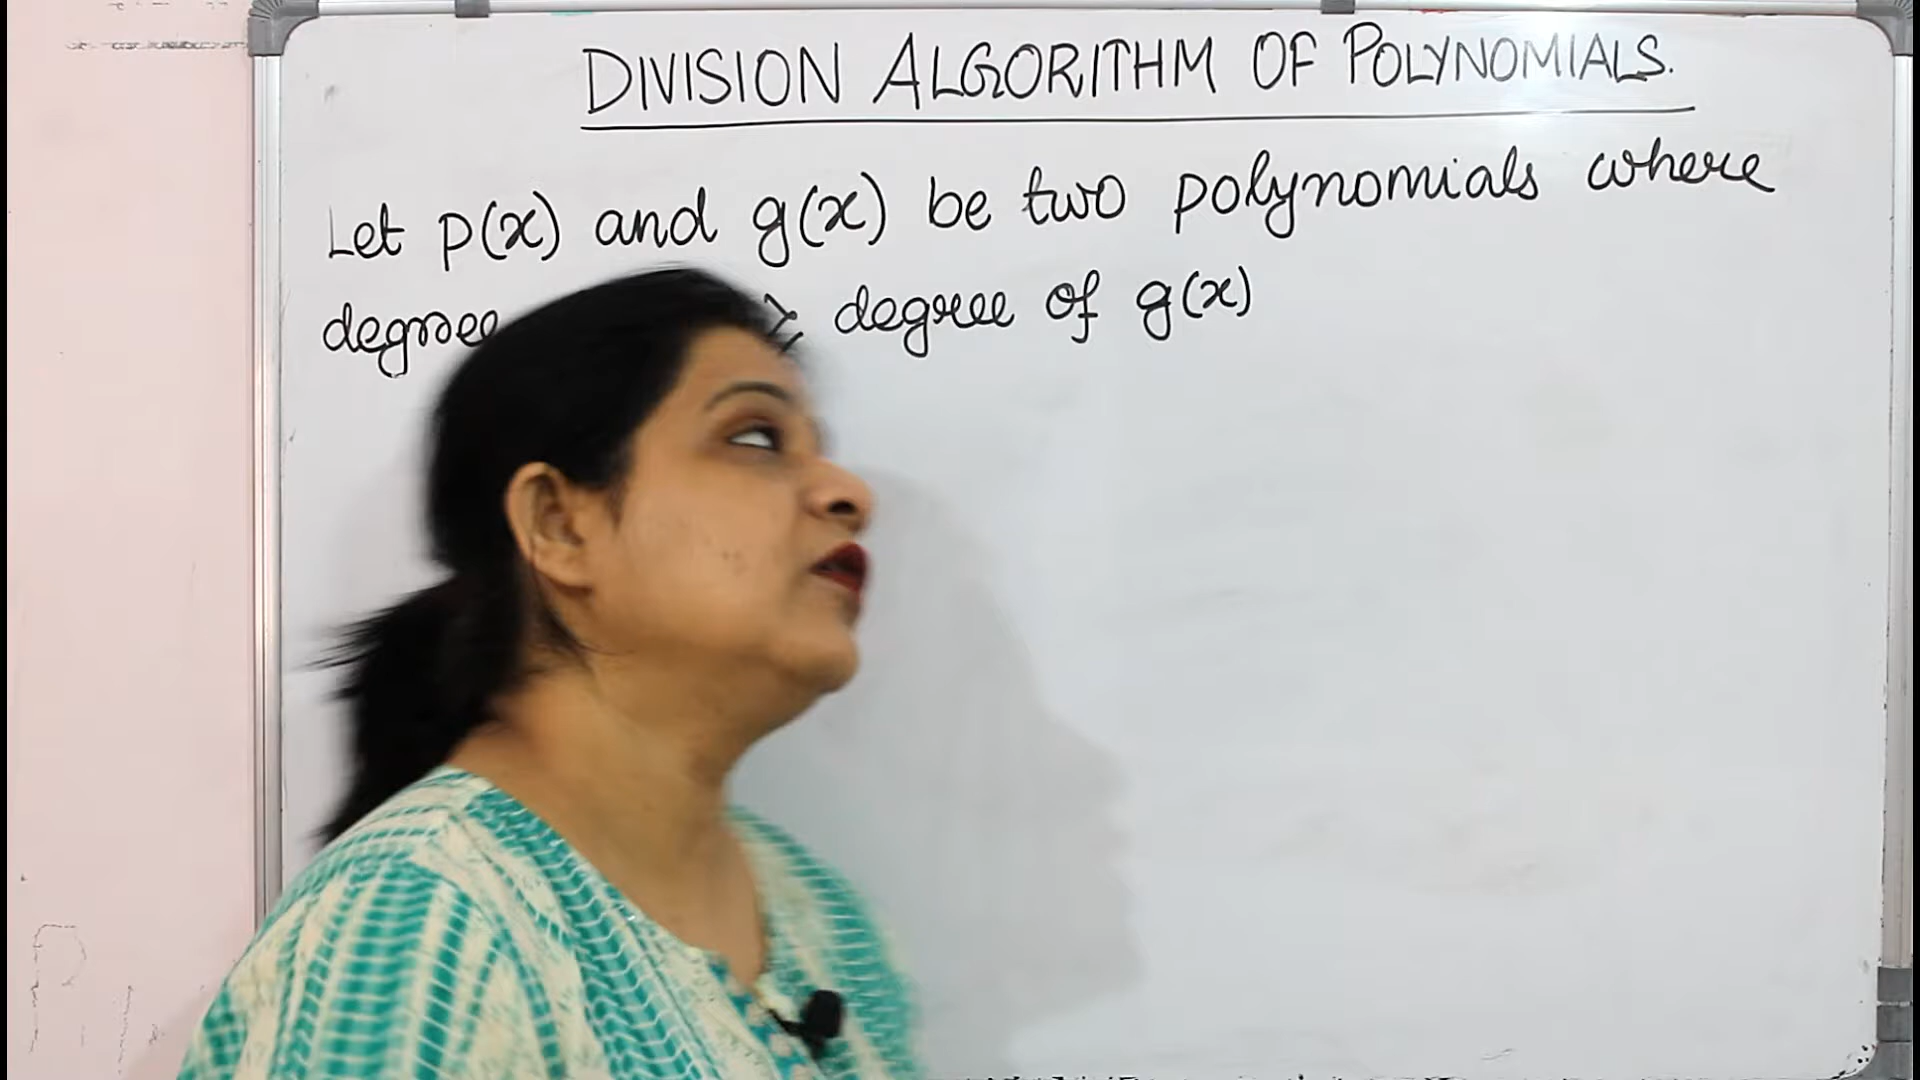 DIVISION ALGORITHM OF POLYNOMIALS.
Let p(x) and g(x) be two polynomials where
degree ⩾ degree of g(x)